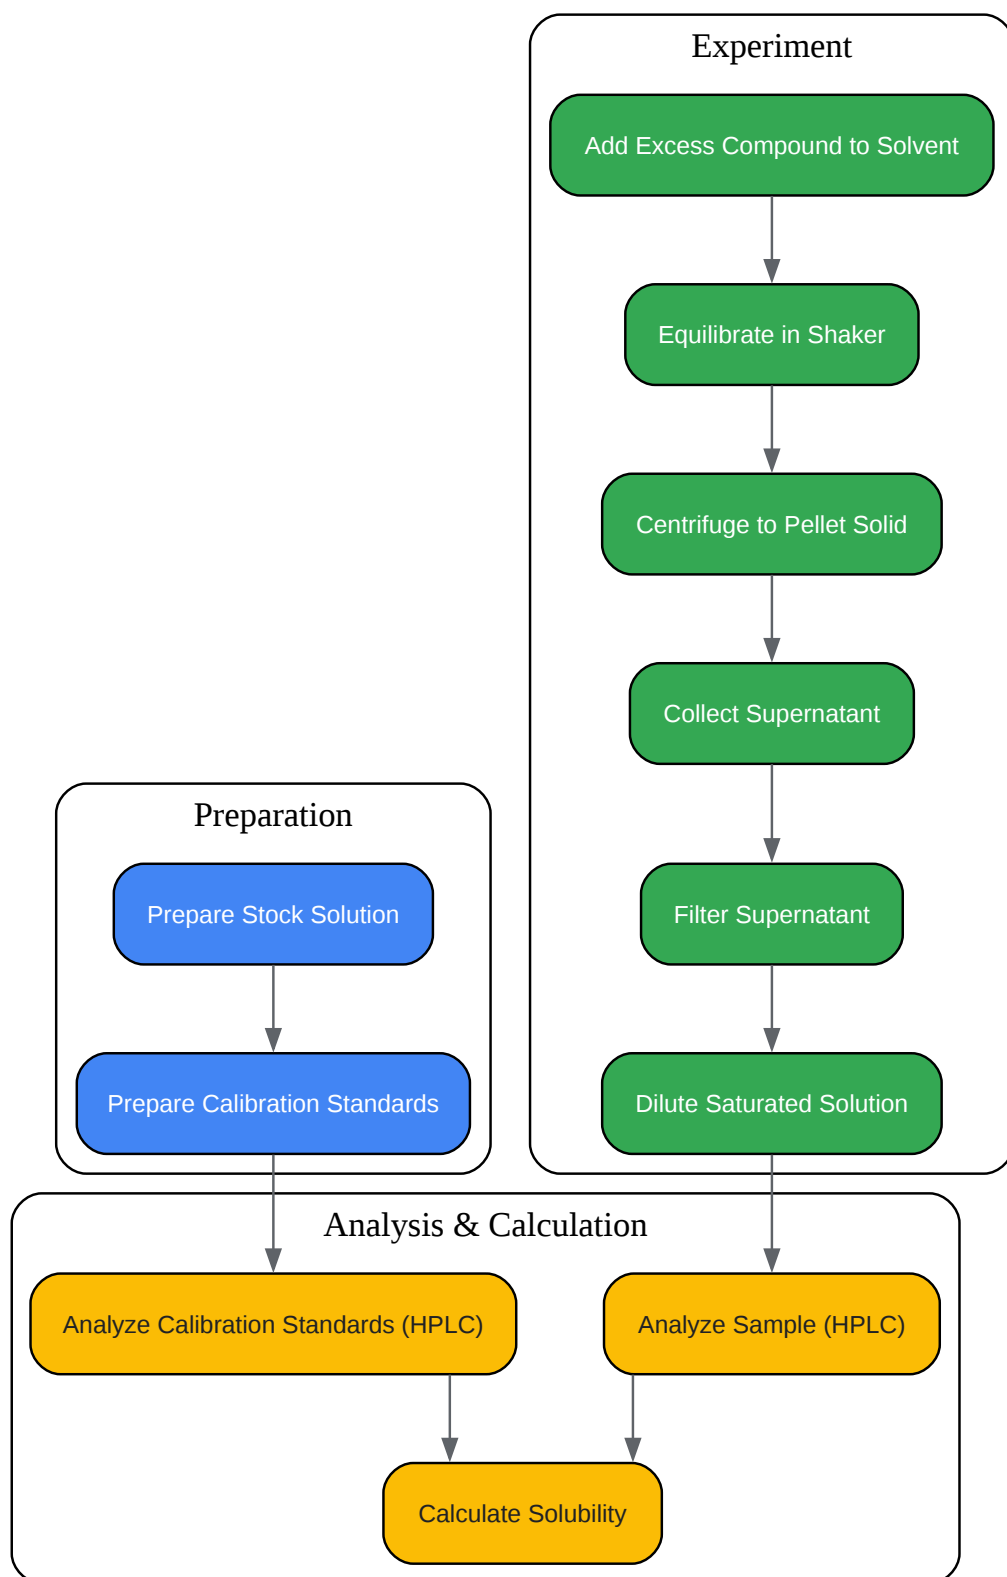 Experiment
Add Excess Compound to Solvent
Equilibrate in Shaker
Centrifuge to Pellet Solid
Collect Supernatant
Filter Supernatant
Dilute Saturated Solution
Preparation
Prepare Stock Solution
Prepare Calibration Standards
Analysis & Calculation
Analyze Calibration Standards (HPLC)
Analyze Sample (HPLC)
Calculate Solubility